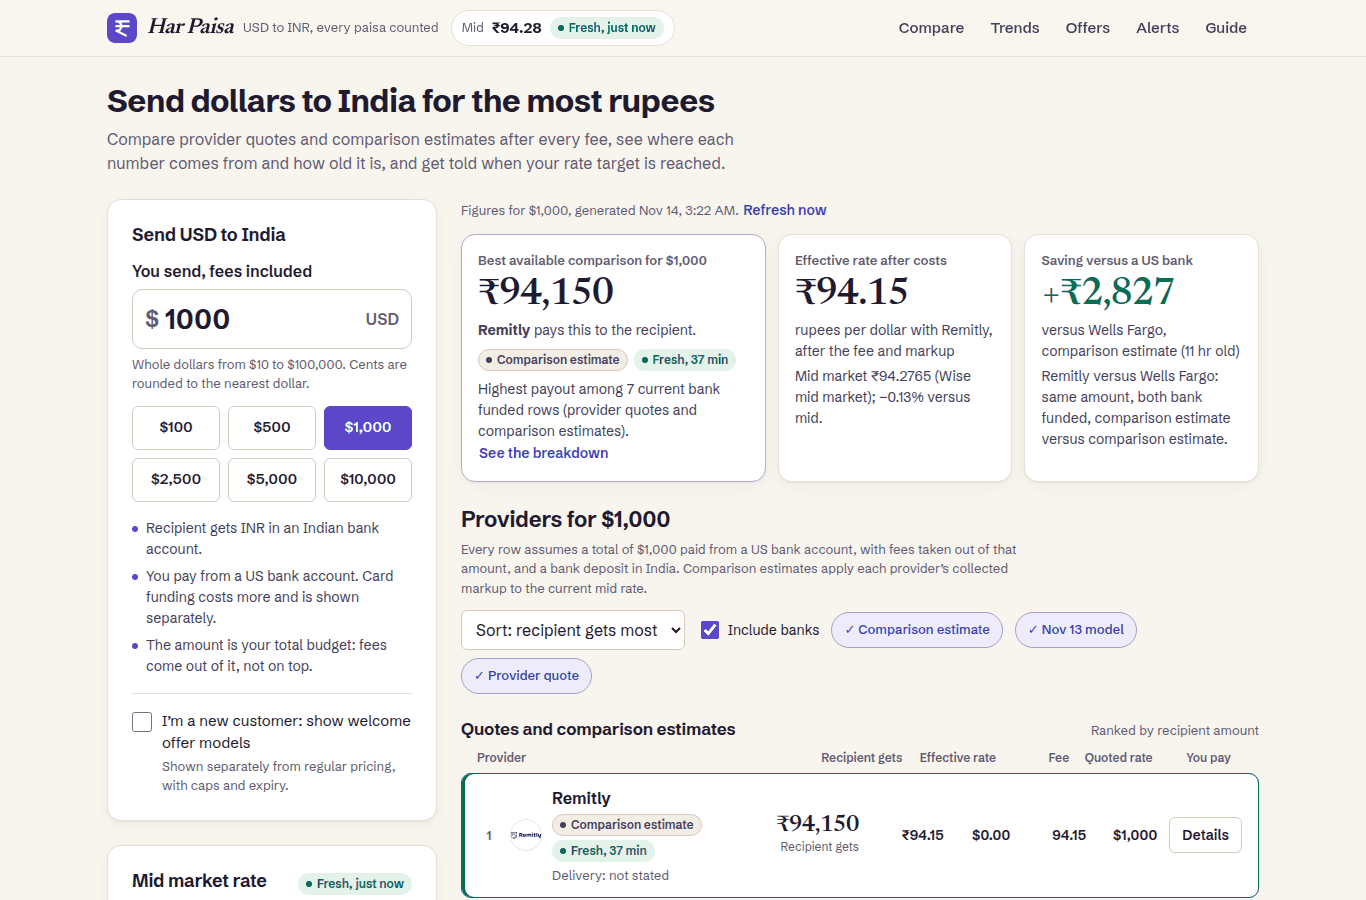 Har Paisa USD to INR, every paisa counted Mid ₹94.28 Fresh, just now Compare Trends Offers Alerts Guide
Send dollars to India for the most rupees
Compare provider quotes and comparison estimates after every fee, see where each
number comes from and how old it is, and get told when your rate target is reached.
Send USD to India
You send, fees included
$ 1000 USD
Whole dollars from $10 to $100,000. Cents are
rounded to the nearest dollar.
$100 $500 $1,000
$2,500 $5,000 $10,000
Recipient gets INR in an Indian bank
account.
You pay from a US bank account. Card
funding costs more and is shown
separately.
The amount is your total budget: fees
come out of it, not on top.
I'm a new customer: show welcome
offer models
Shown separately from regular pricing,
with caps and expiry.
Mid market rate Fresh, just now
Figures for $1,000, generated Nov 14, 3:22 AM. Refresh now
Best available comparison for $1,000
₹94,150
Remitly pays this to the recipient.
Comparison estimate Fresh, 37 min
Highest payout among 7 current bank
funded rows (provider quotes and
comparison estimates).
See the breakdown
Effective rate after costs
₹94.15
rupees per dollar with Remitly,
after the fee and markup
Mid market ₹94.2765 (Wise
mid market); −0.13% versus
mid.
Saving versus a US bank
+₹2,827
versus Wells Fargo,
comparison estimate (11 hr old)
Remitly versus Wells Fargo:
same amount, both bank
funded, comparison estimate
versus comparison estimate.
Providers for $1,000
Every row assumes a total of $1,000 paid from a US bank account, with fees taken out of that
amount, and a bank deposit in India. Comparison estimates apply each provider's collected
markup to the current mid rate.
Sort: recipient gets most Include banks ✓ Comparison estimate ✓ Nov 13 model
✓ Provider quote
Quotes and comparison estimates Ranked by recipient amount
Provider Recipient gets Effective rate Fee Quoted rate You pay
Remitly
1 Remitly Comparison estimate ₹94,150 ₹94.15 $0.00 94.15 $1,000 Details
Fresh, 37 min Recipient gets
Delivery: not stated